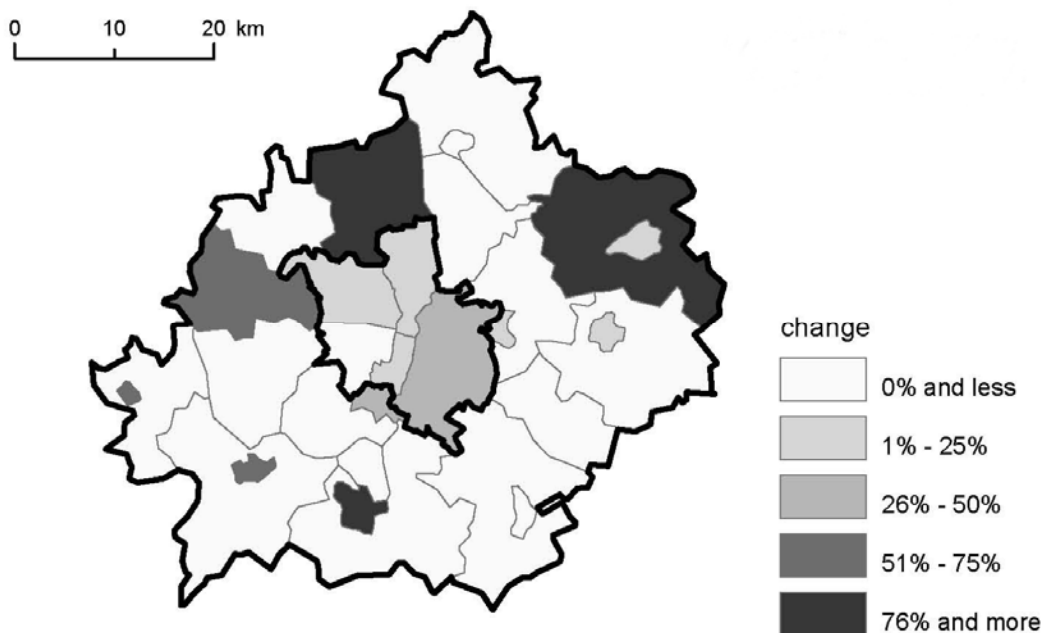 0 10 20 km
change
0% and less
1% - 25%
26% - 50%
51% - 75%
76% and more